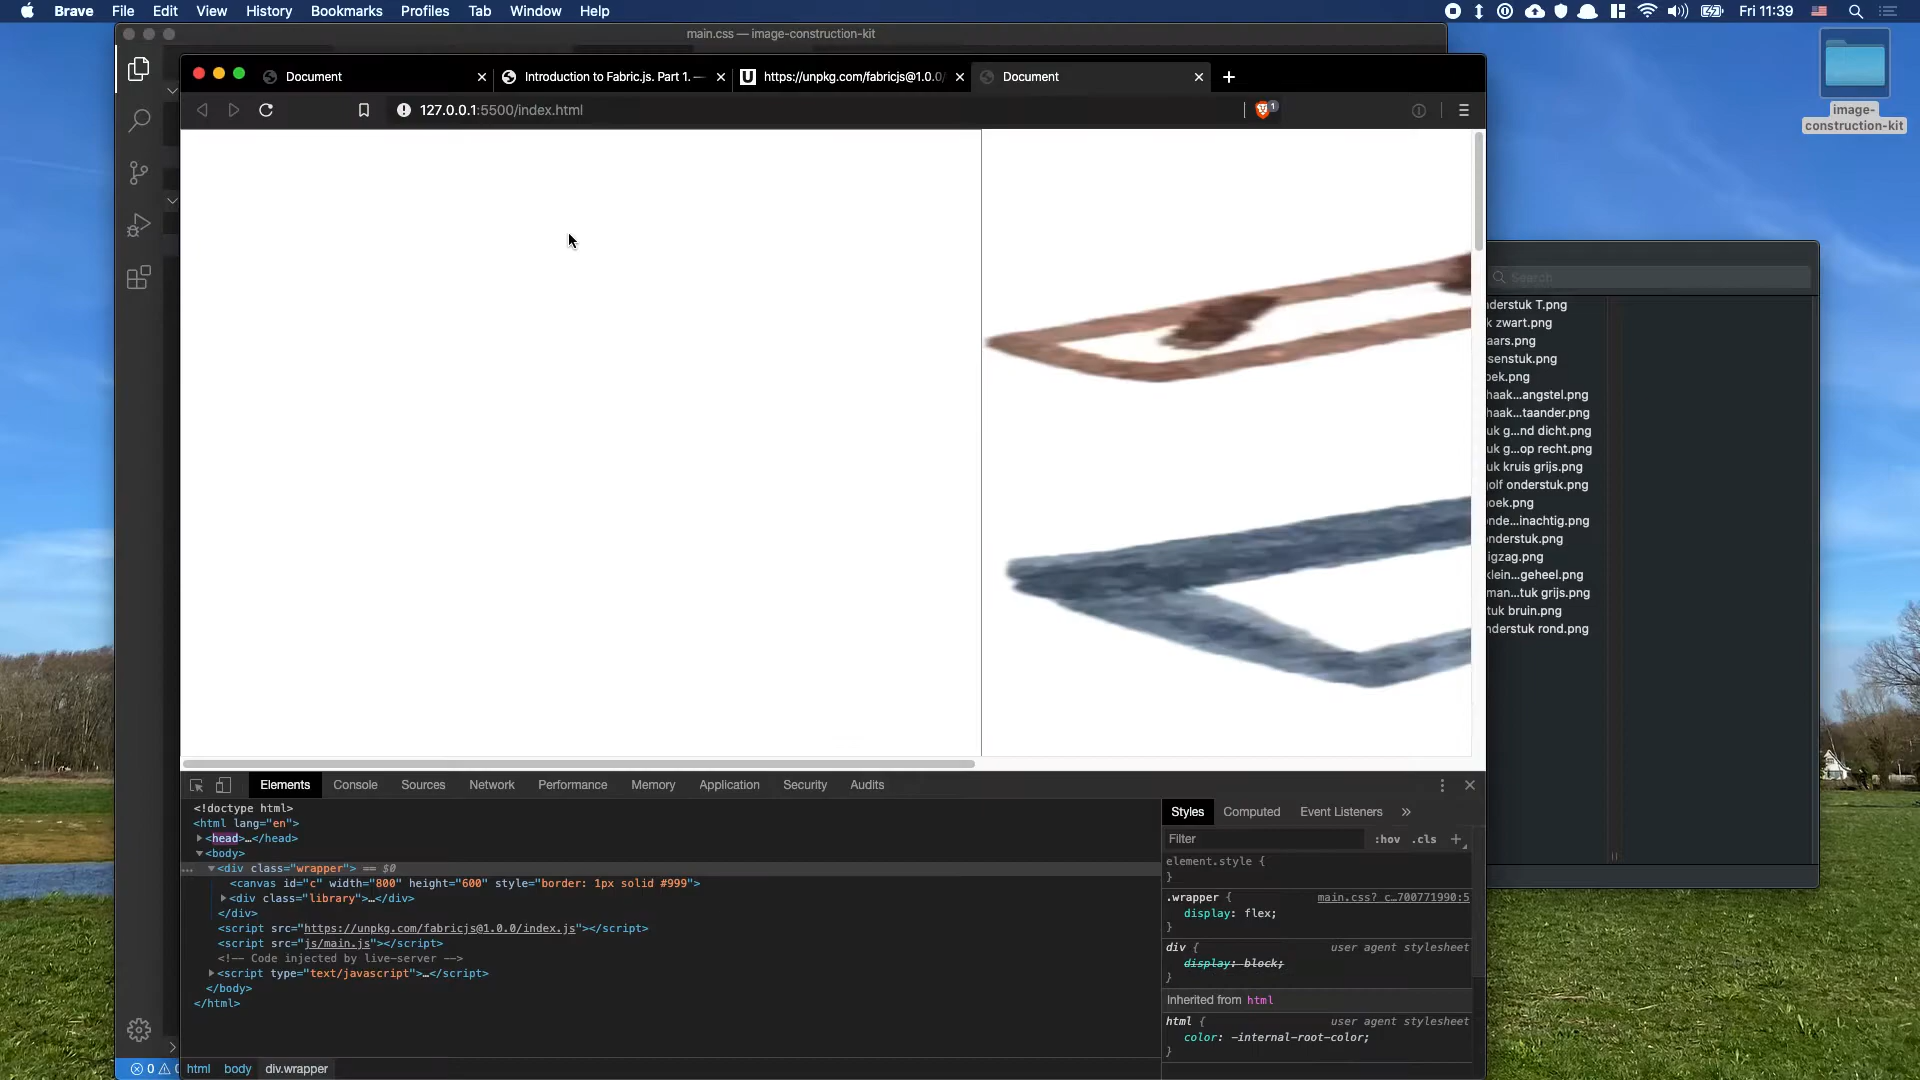 Brave File Edit View History Bookmarks Profiles Tab Window Help Fri 11:39
main.css — image-construction-kit
Document Introduction to Fabric.js. Part 1. — https://unpkg.com/fabricjs@1.0.0/ Document
127.0.0.1:5500/index.html 1
image-
construction-kit
Search
derstuk T.png
k zwart.png
aars.png
ssenstuk.png
oek.png
haak...angstel.png
haak...taander.png
uk g...nd dicht.png
uk g...op recht.png
uk kruis grijs.png
golf onderstuk.png
hoek.png
onde...inachtig.png
onderstuk.png
igzag.png
klein...geheel.png
man...tuk grijs.png
tuk bruin.png
nderstuk rond.png
Elements Console Sources Network Performance Memory Application Security Audits
<!doctype html>
<html lang="en">
<head>…</head>
<body>
<div class="wrapper"> == $0
<canvas id="c" width="800" height="600" style="border: 1px solid #999">
<div class="library">…</div>
</div>
<script src="https://unpkg.com/fabricjs@1.0.0/index.js"></script>
<script src="js/main.js"></script>
<!-- Code injected by live-server -->
<script type="text/javascript">…</script>
</body>
</html>
Styles Computed Event Listeners »
Filter :hov .cls +
element.style {
}
.wrapper { main.css?_c…700771990:5
display: flex;
}
div { user agent stylesheet
display: block;
}
Inherited from html
html { user agent stylesheet
color: -internal-root-color;
}
0
html body div.wrapper